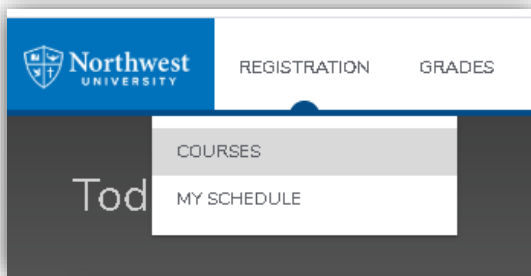 Northwest
UNIVERSITY
REGISTRATION GRADES
COURSES
Tod
MY SCHEDULE